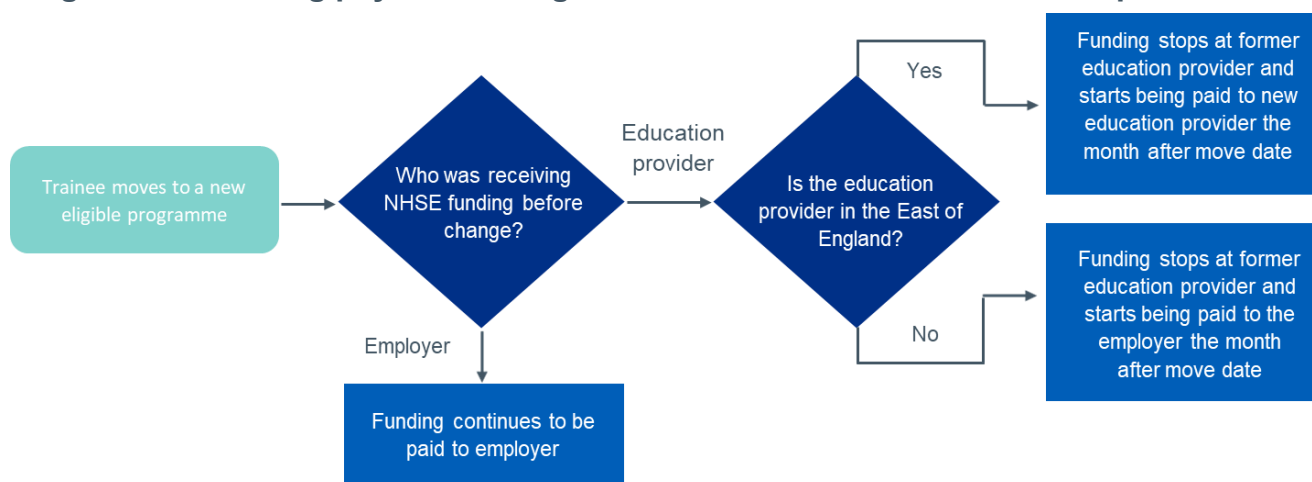 Trainee moves to a new
eligible programme
Who was receiving
NHSE funding before
change?
Education
provider
Employer
Funding continues to be
paid to employer
Is the education
provider in the East of
England?
Yes
Funding stops at former
education provider and
starts being paid to new
education provider the
month after move date
No
Funding stops at former
education provider and
starts being paid to the
employer the month
after move date